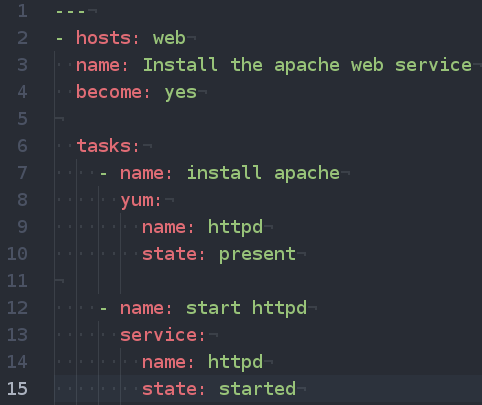 1 ---
2 - hosts: web
3   name: Install the apache web service
4   become: yes
5
6   tasks:
7     - name: install apache
8       yum:
9         name: httpd
10         state: present
11
12     - name: start httpd
13       service:
14         name: httpd
15         state: started